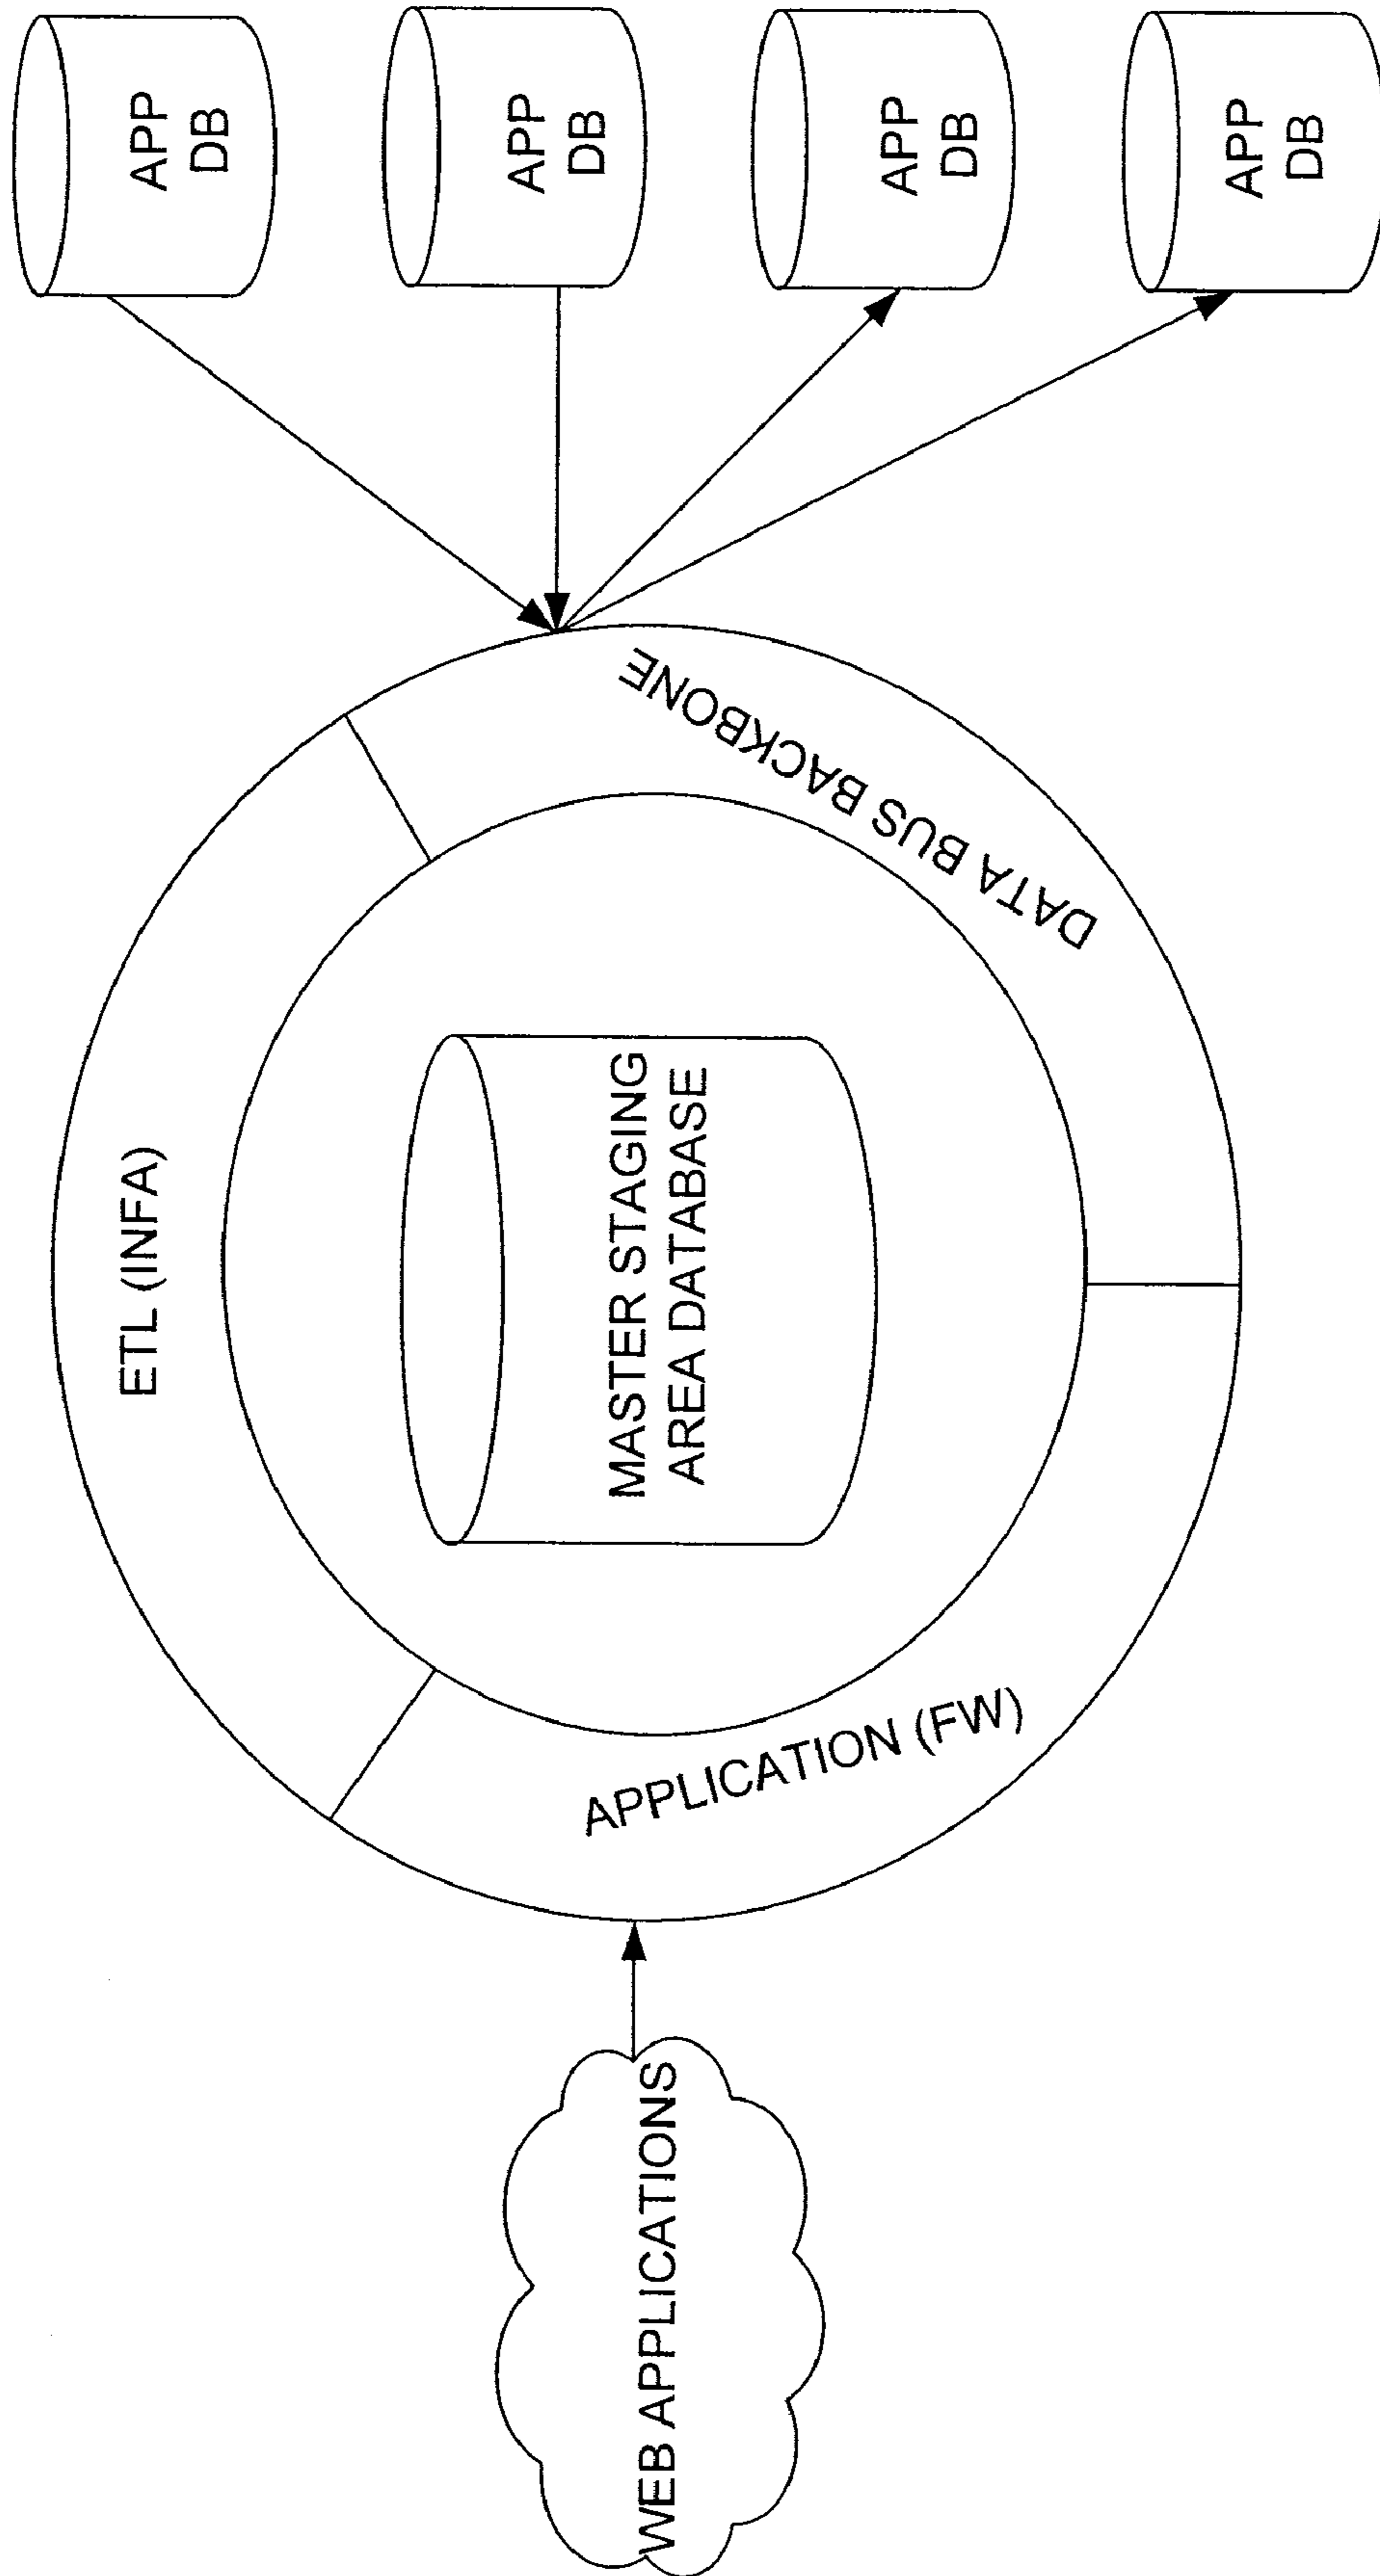 WEB APPLICATIONS
APPLICATION (FW)
ETL (INFA)
MASTER STAGING
AREA DATABASE
DATA BUS BACKBONE
APP
DB
APP
DB
APP
DB
APP
DB